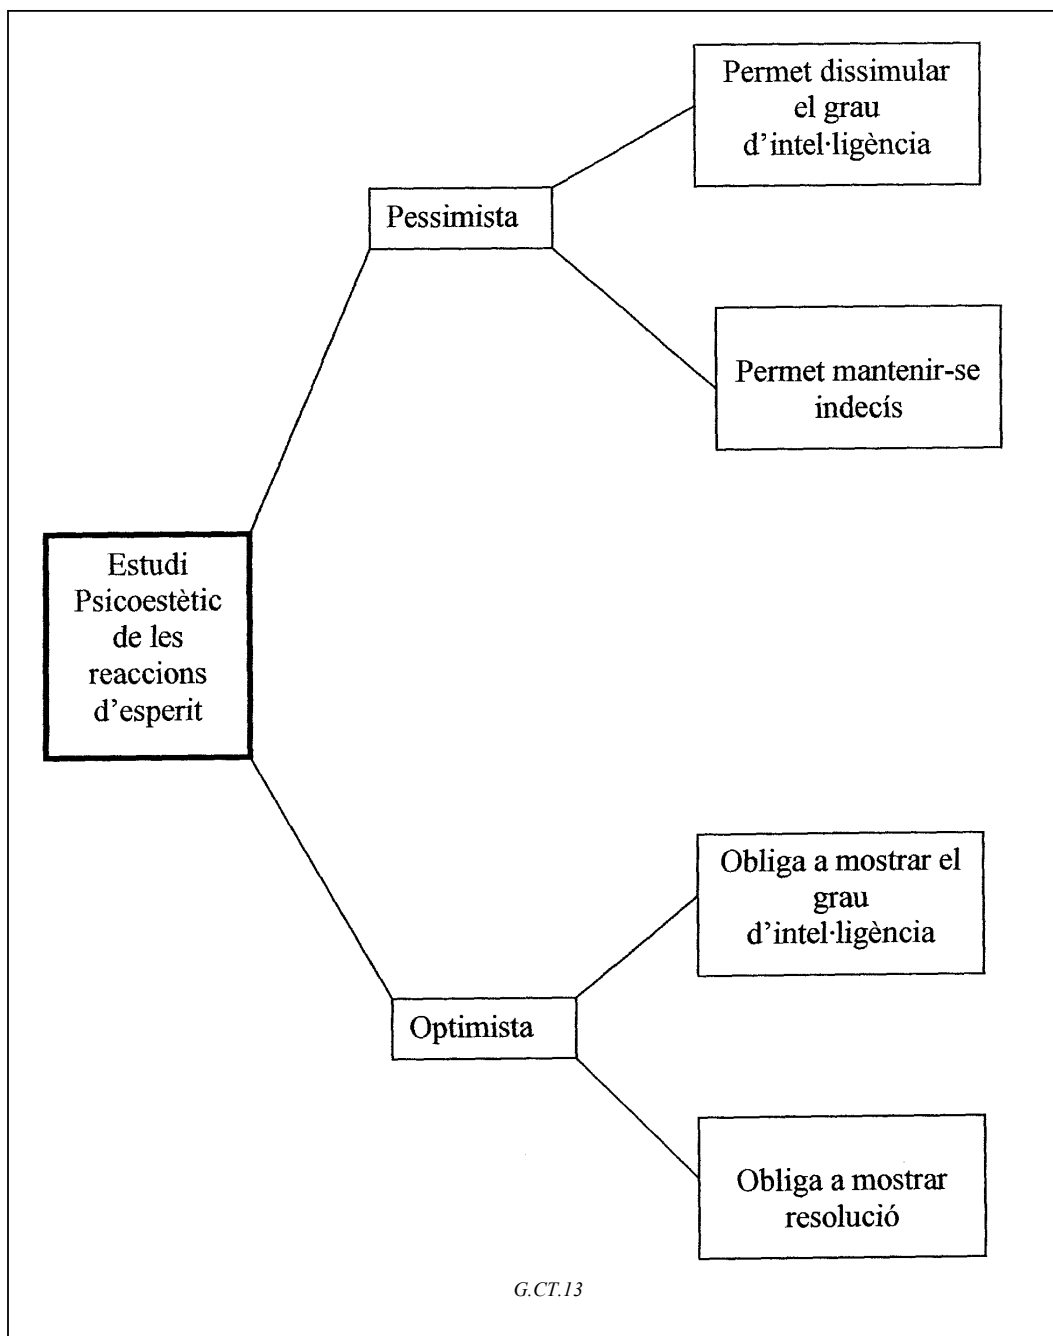 Permet dissimular
el grau
d'intel·ligència
Pessimista
Permet mantenir-se
indecís
Estudi
Psicoestètic
de les
reaccions
d'esperit
Obliga a mostrar el
grau
d'intel·ligència
Optimista
Obliga a mostrar
resolució
G.CT.13